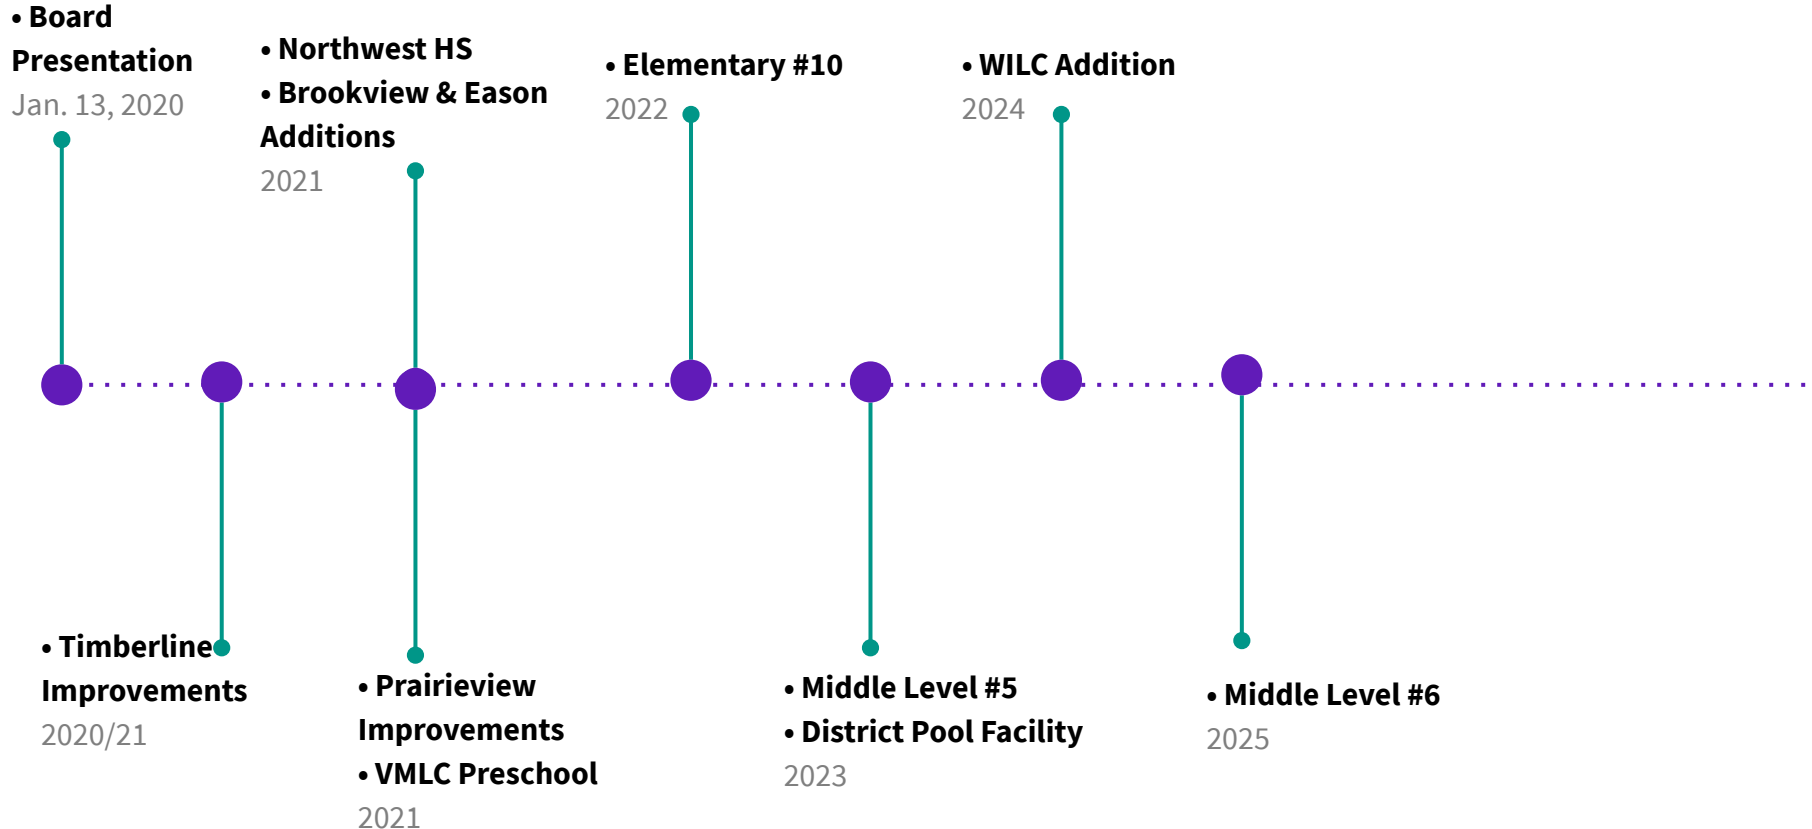 • Board
Presentation
Jan. 13, 2020
• Northwest HS
• Brookview & Eason
Additions
2021
• Elementary #10
2022
• WILC Addition
2024
• Timberline
Improvements
2020/21
• Prairieview
Improvements
• VMLC Preschool
2021
• Middle Level #5
• District Pool Facility
2023
• Middle Level #6
2025